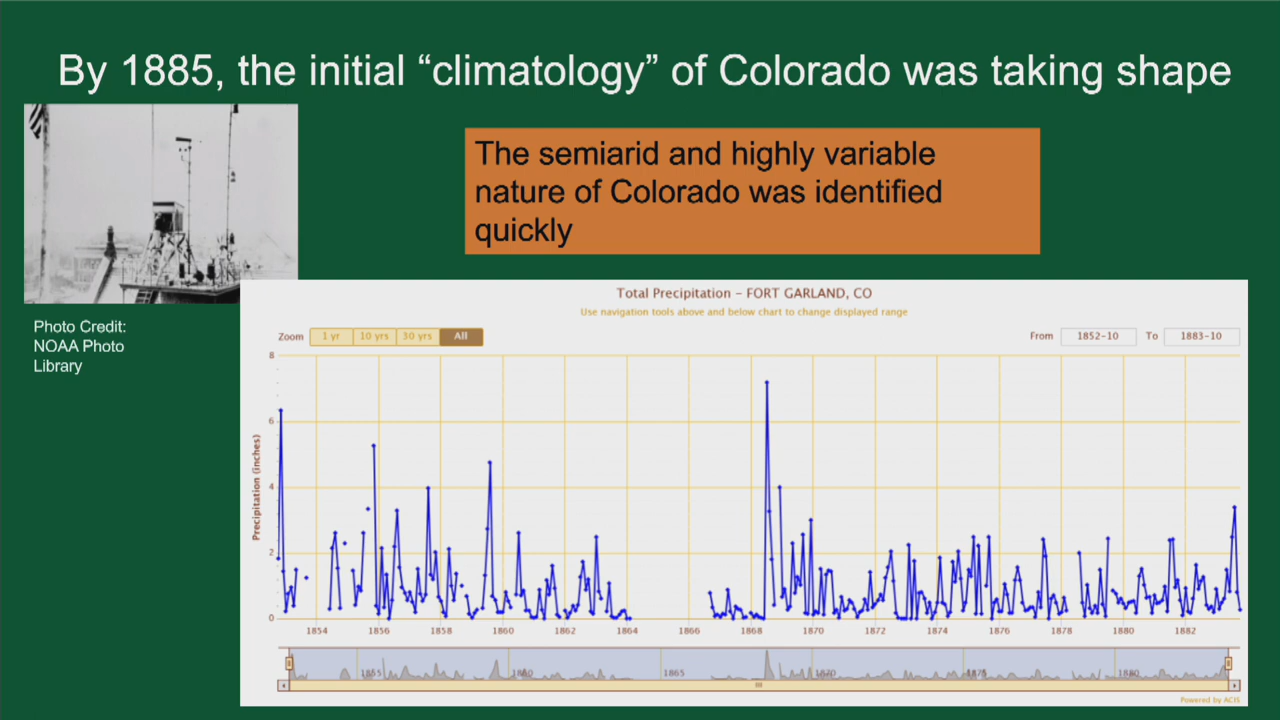 By 1885, the initial “climatology” of Colorado was taking shape
The semiarid and highly variable
nature of Colorado was identified
quickly
Photo Credit:
NOAA Photo
Library
Total Precipitation – FORT GARLAND, CO
Use navigation tools above and below chart to change displayed range
Zoom 1 yr 10 yrs 30 yrs All From 1852-10 To 1883-10
Precipitation (inches)
8
6
4
2
0
1854 1856 1858 1860 1862 1864 1866 1868 1870 1872 1874 1876 1878 1880 1882
1855 1860 1865 1870 1875 1880
Powered by ACIS